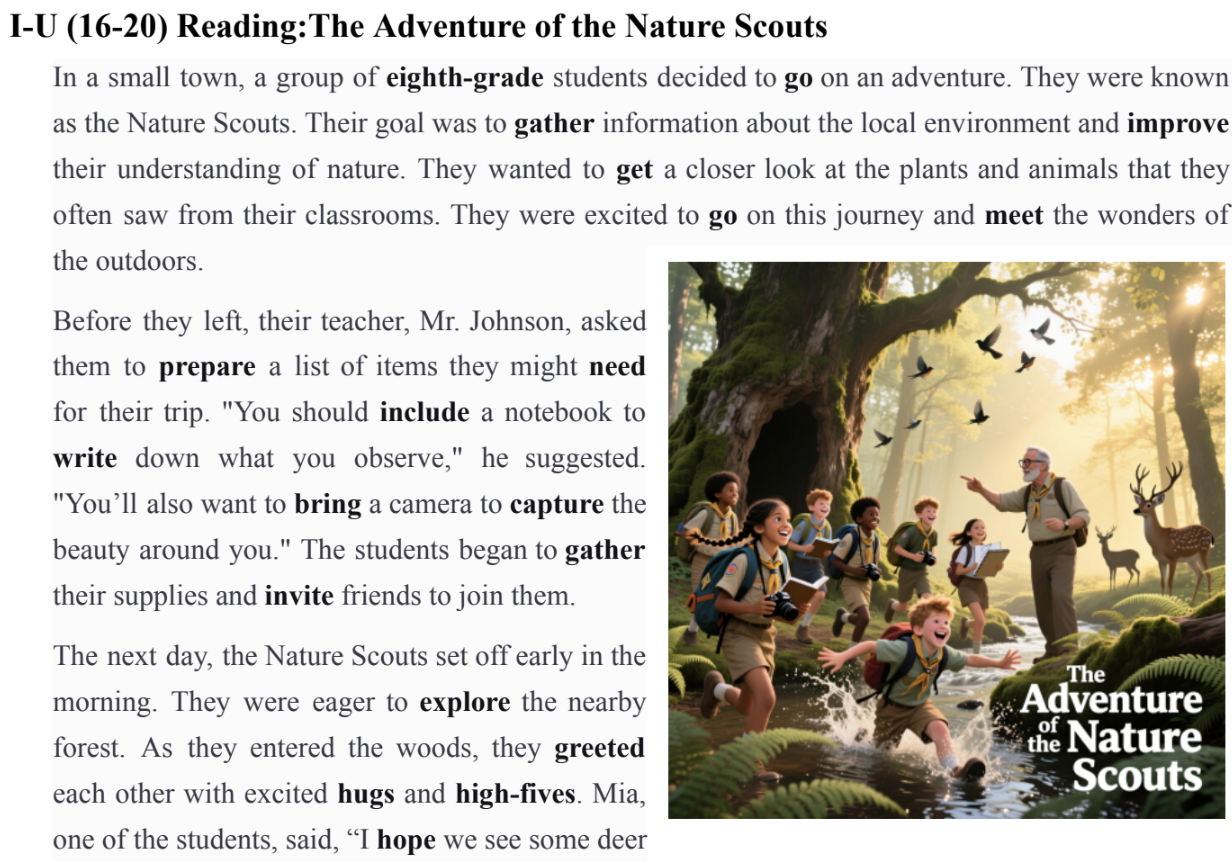 I-U (16-20) Reading:The Adventure of the Nature Scouts
In a small town, a group of eighth-grade students decided to go on an adventure. They were known
as the Nature Scouts. Their goal was to gather information about the local environment and improve
their understanding of nature. They wanted to get a closer look at the plants and animals that they
often saw from their classrooms. They were excited to go on this journey and meet the wonders of
the outdoors.
Before they left, their teacher, Mr. Johnson, asked
them to prepare a list of items they might need
for their trip. "You should include a notebook to
write down what you observe," he suggested.
"You’ll also want to bring a camera to capture the
beauty around you." The students began to gather
their supplies and invite friends to join them.
The next day, the Nature Scouts set off early in the
morning. They were eager to explore the nearby
forest. As they entered the woods, they greeted
each other with excited hugs and high-fives. Mia,
one of the students, said, “I hope we see some deer
The
Adventure
of
the Nature
Scouts